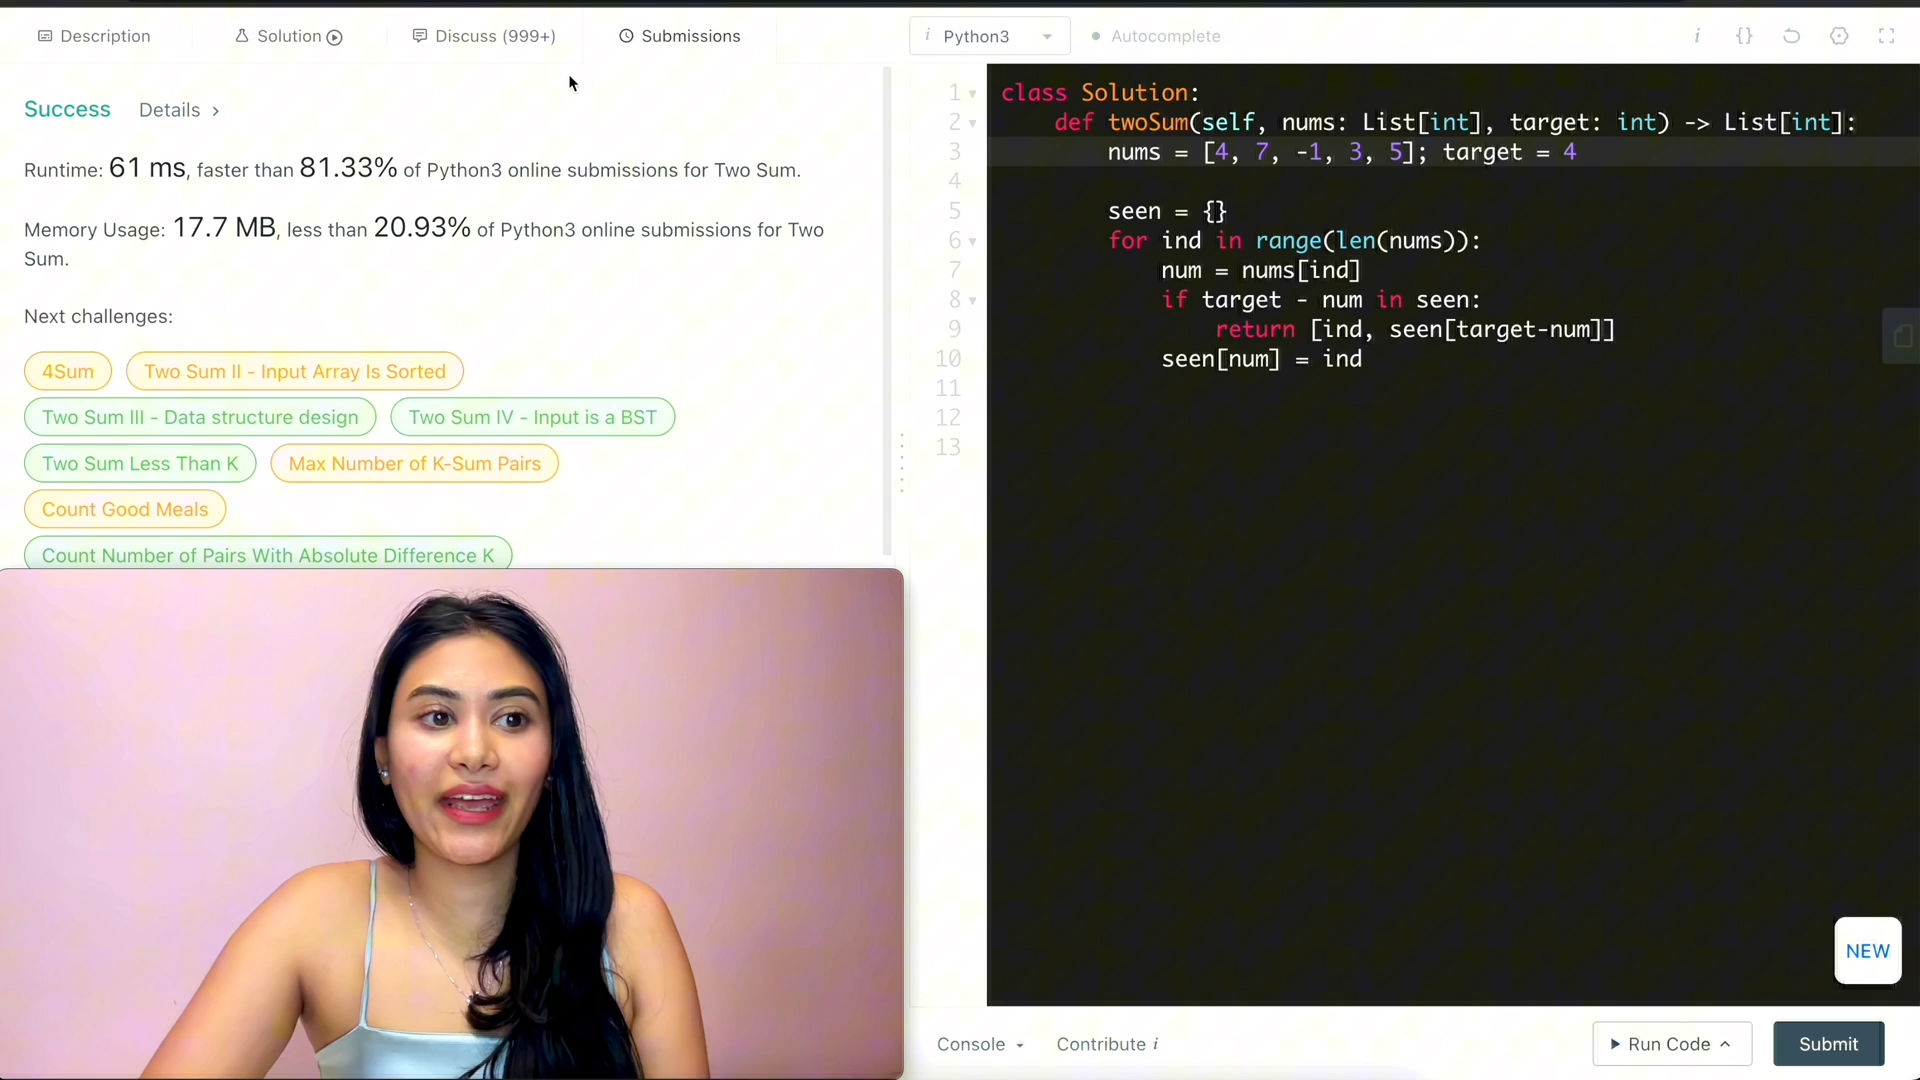 Description
Solution
Discuss (999+)
Submissions
i Python3
Autocomplete
i {}
Success Details >
Runtime: 61 ms, faster than 81.33% of Python3 online submissions for Two Sum.
Memory Usage: 17.7 MB, less than 20.93% of Python3 online submissions for Two
Sum.
Next challenges:
4Sum
Two Sum II - Input Array Is Sorted
Two Sum III - Data structure design
Two Sum IV - Input is a BST
Two Sum Less Than K
Max Number of K-Sum Pairs
Count Good Meals
Count Number of Pairs With Absolute Difference K
1 class Solution:
2 def twoSum(self, nums: List[int], target: int) -> List[int]:
3 nums = [4, 7, -1, 3, 5]; target = 4
4
5 seen = {}
6 for ind in range(len(nums)):
7 num = nums[ind]
8 if target - num in seen:
9 return [ind, seen[target-num]]
10 seen[num] = ind
11
12
13
NEW
Console
Contribute i
Run Code
Submit